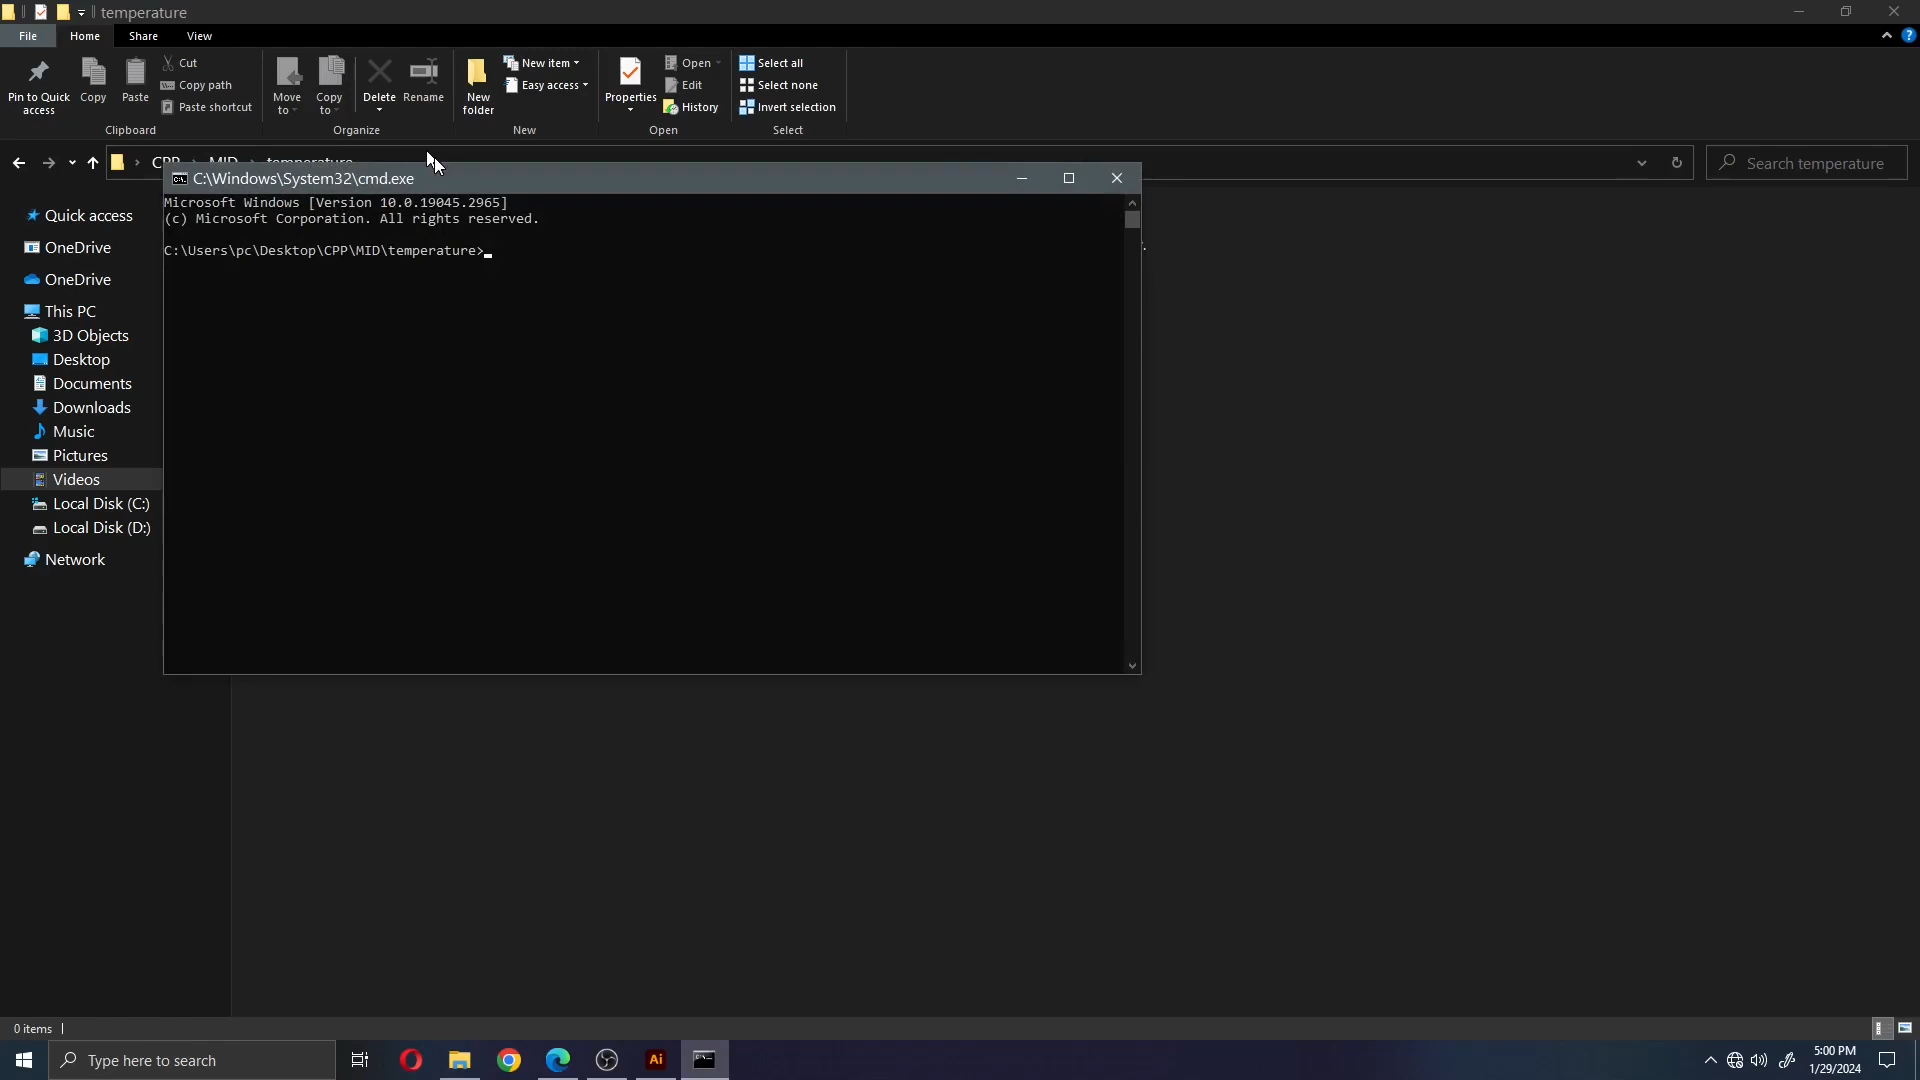 temperature
File
Home
Share
View
Pin to Quick
access
Copy
Paste
Cut
Copy path
Paste shortcut
Clipboard
Move
to
Copy
to
Delete
Rename
Organize
New
folder
New item
Easy access
New
Properties
Open
Edit
History
Open
Select all
Select none
Invert selection
Select
CPP
MID
temperature
Search temperature
C:\Windows\System32\cmd.exe
Microsoft Windows [Version 10.0.19045.2965]
(c) Microsoft Corporation. All rights reserved.
C:\Users\pc\Desktop\CPP\MID\temperature>
Quick access
OneDrive
OneDrive
This PC
3D Objects
Desktop
Documents
Downloads
Music
Pictures
Videos
Local Disk (C:)
Local Disk (D:)
Network
0 items
Type here to search
Ai
5:00 PM
1/29/2024